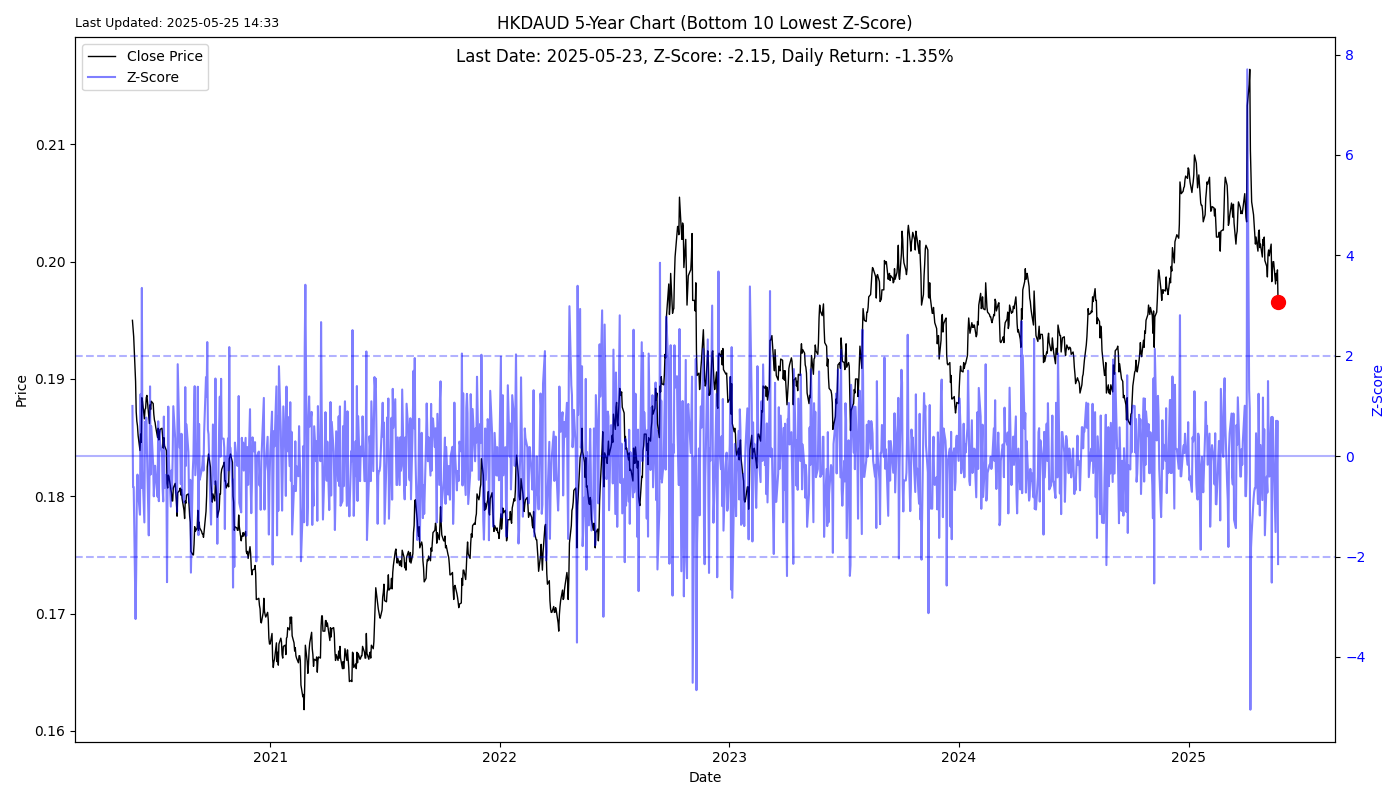 Last Updated: 2025-05-25 14:33
HKDAUD 5-Year Chart (Bottom 10 Lowest Z-Score)
Last Date: 2025-05-23, Z-Score: -2.15, Daily Return: -1.35%
Close Price
Z-Score
Price
0.21
0.20
0.19
0.18
0.17
0.16
8
6
4
2
0
−2
−4
Z-Score
2021
2022
2023
2024
2025
Date